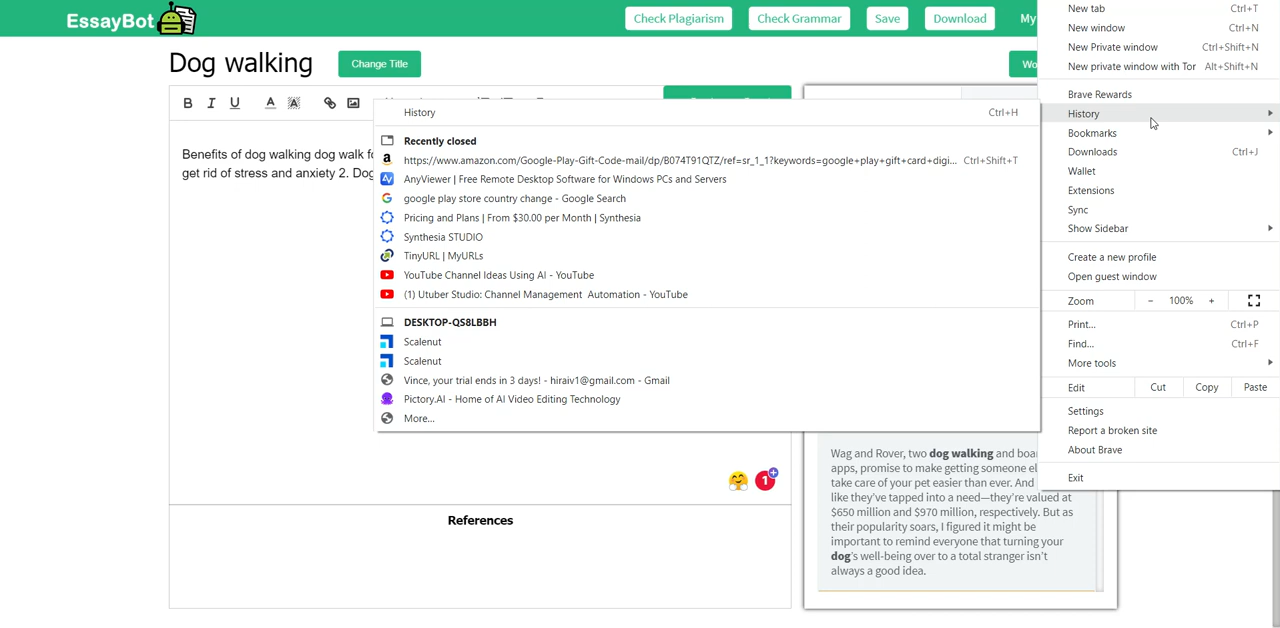 EssayBot
Check Plagiarism
Check Grammar
Save
Download
My
Dog walking
Change Title
Wo
B I U A A
Benefits of dog walking dog walk fo
get rid of stress and anxiety 2. Dog
References
Wag and Rover, two dog walking and boar
apps, promise to make getting someone el
take care of your pet easier than ever. And
like they've tapped into a need—they're valued at
$650 million and $970 million, respectively. But as
their popularity soars, I figured it might be
important to remind everyone that turning your
dog's well-being over to a total stranger isn't
always a good idea.
1
History Ctrl+H
Recently closed
https://www.amazon.com/Google-Play-Gift-Code-mail/dp/B074T91QTZ/ref=sr_1_1?keywords=google+play+gift+card+digi... Ctrl+Shift+T
AnyViewer | Free Remote Desktop Software for Windows PCs and Servers
google play store country change - Google Search
Pricing and Plans | From $30.00 per Month | Synthesia
Synthesia STUDIO
TinyURL | MyURLs
YouTube Channel Ideas Using AI - YouTube
(1) Utuber Studio: Channel Management Automation - YouTube
DESKTOP-QS8LBBH
Scalenut
Scalenut
Vince, your trial ends in 3 days! - hiraiv1@gmail.com - Gmail
Pictory.AI - Home of AI Video Editing Technology
More...
New tab Ctrl+T
New window Ctrl+N
New Private window Ctrl+Shift+N
New private window with Tor Alt+Shift+N
Brave Rewards
History
Bookmarks
Downloads Ctrl+J
Wallet
Extensions
Sync
Show Sidebar
Create a new profile
Open guest window
Zoom - 100% +
Print... Ctrl+P
Find... Ctrl+F
More tools
Edit Cut Copy Paste
Settings
Report a broken site
About Brave
Exit